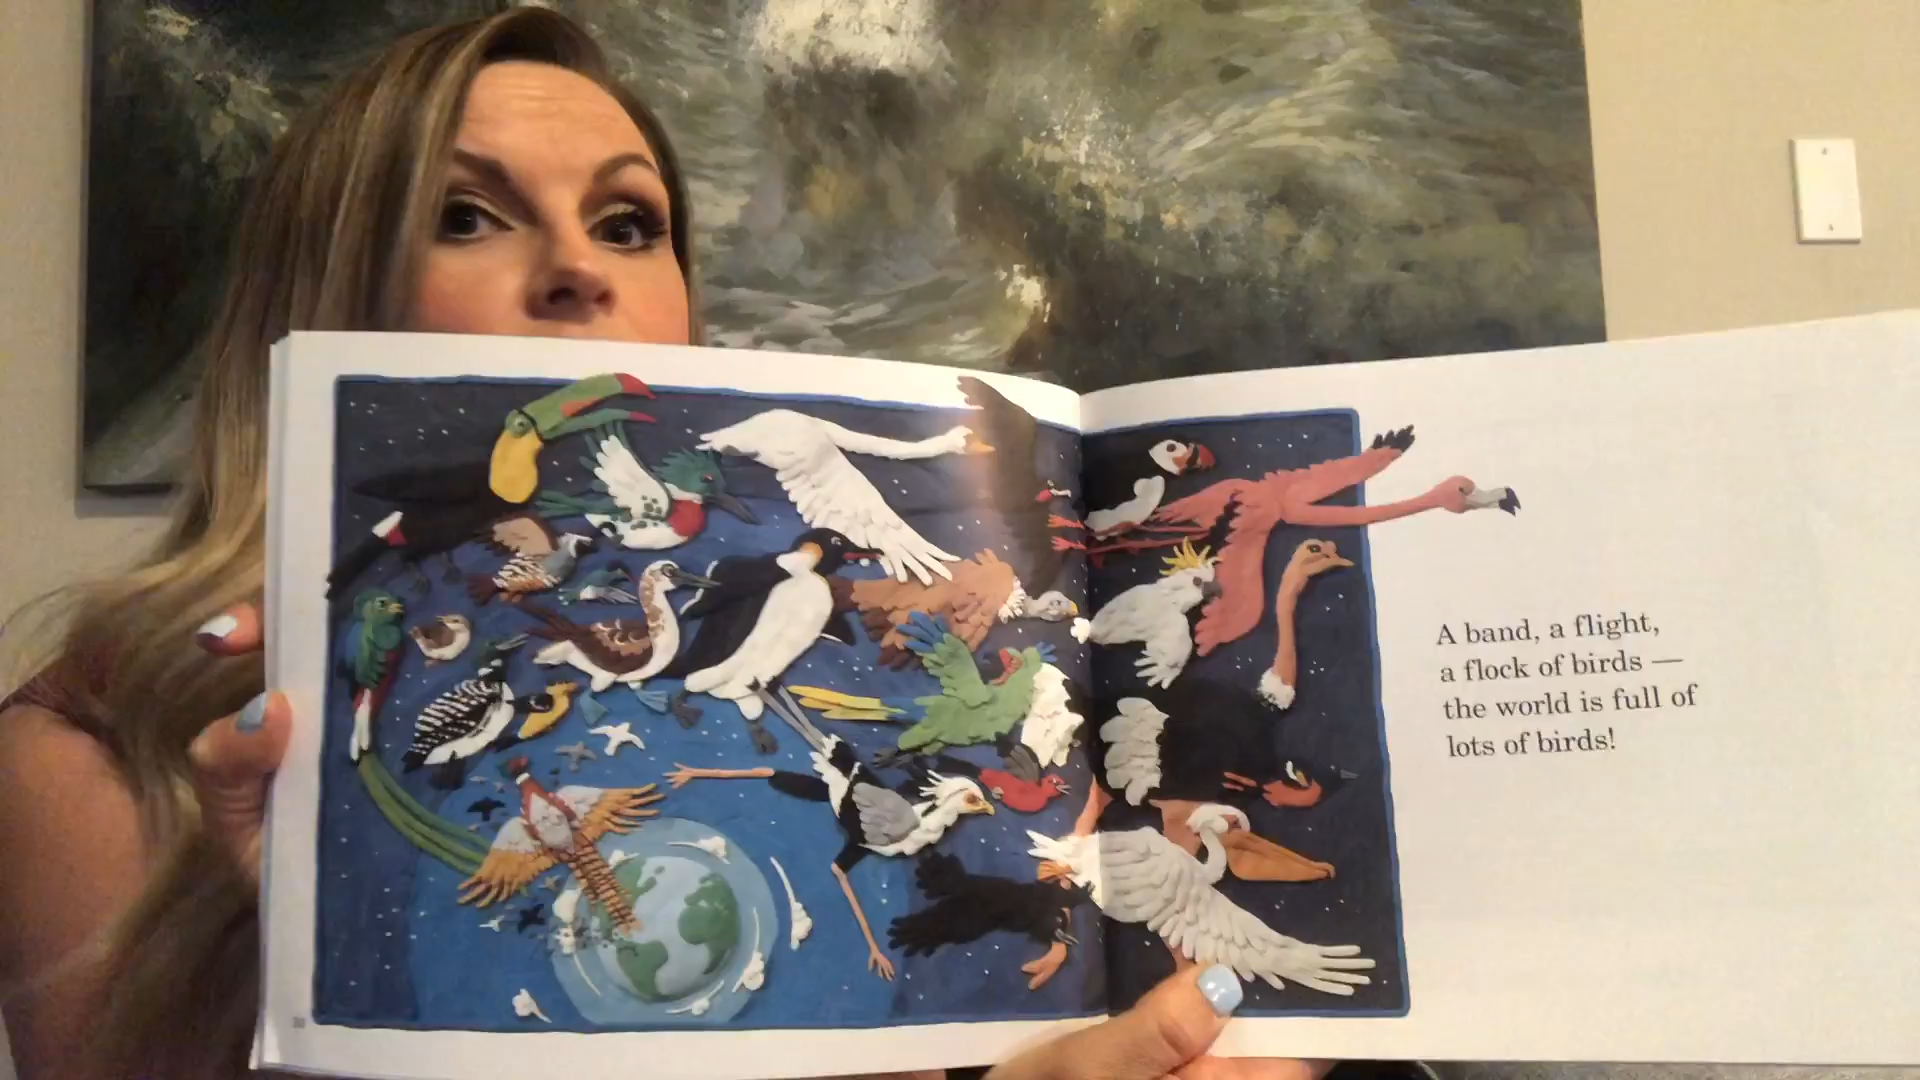 A band, a flight,
a flock of birds —
the world is full of
lots of birds!